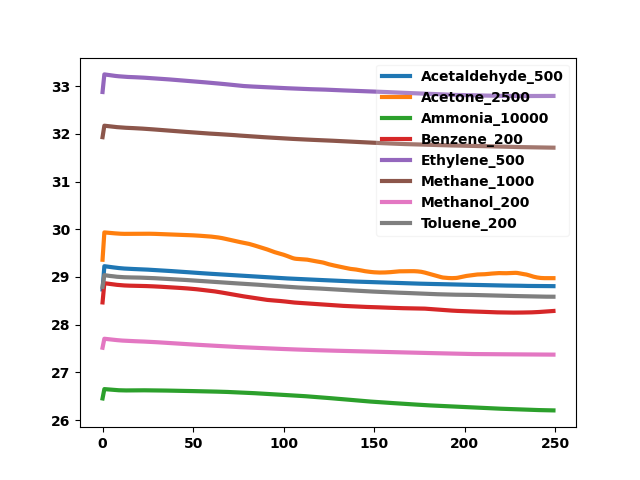 33
32
31
30
29
28
27
26
0
50
100
150
200
250
Acetaldehyde_500
Acetone_2500
Ammonia_10000
Benzene_200
Ethylene_500
Methane_1000
Methanol_200
Toluene_200